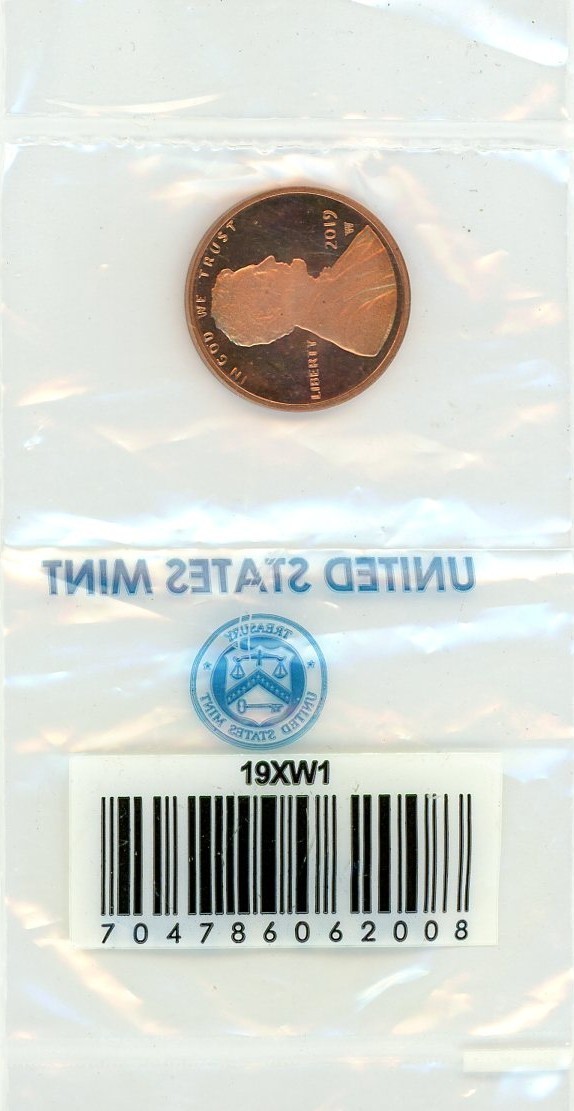 IN GOD WE TRUST
LIBERTY
2019
W
UNITED STATES MINT
TREASURY
UNITED STATES MINT
19XW1
704786062008